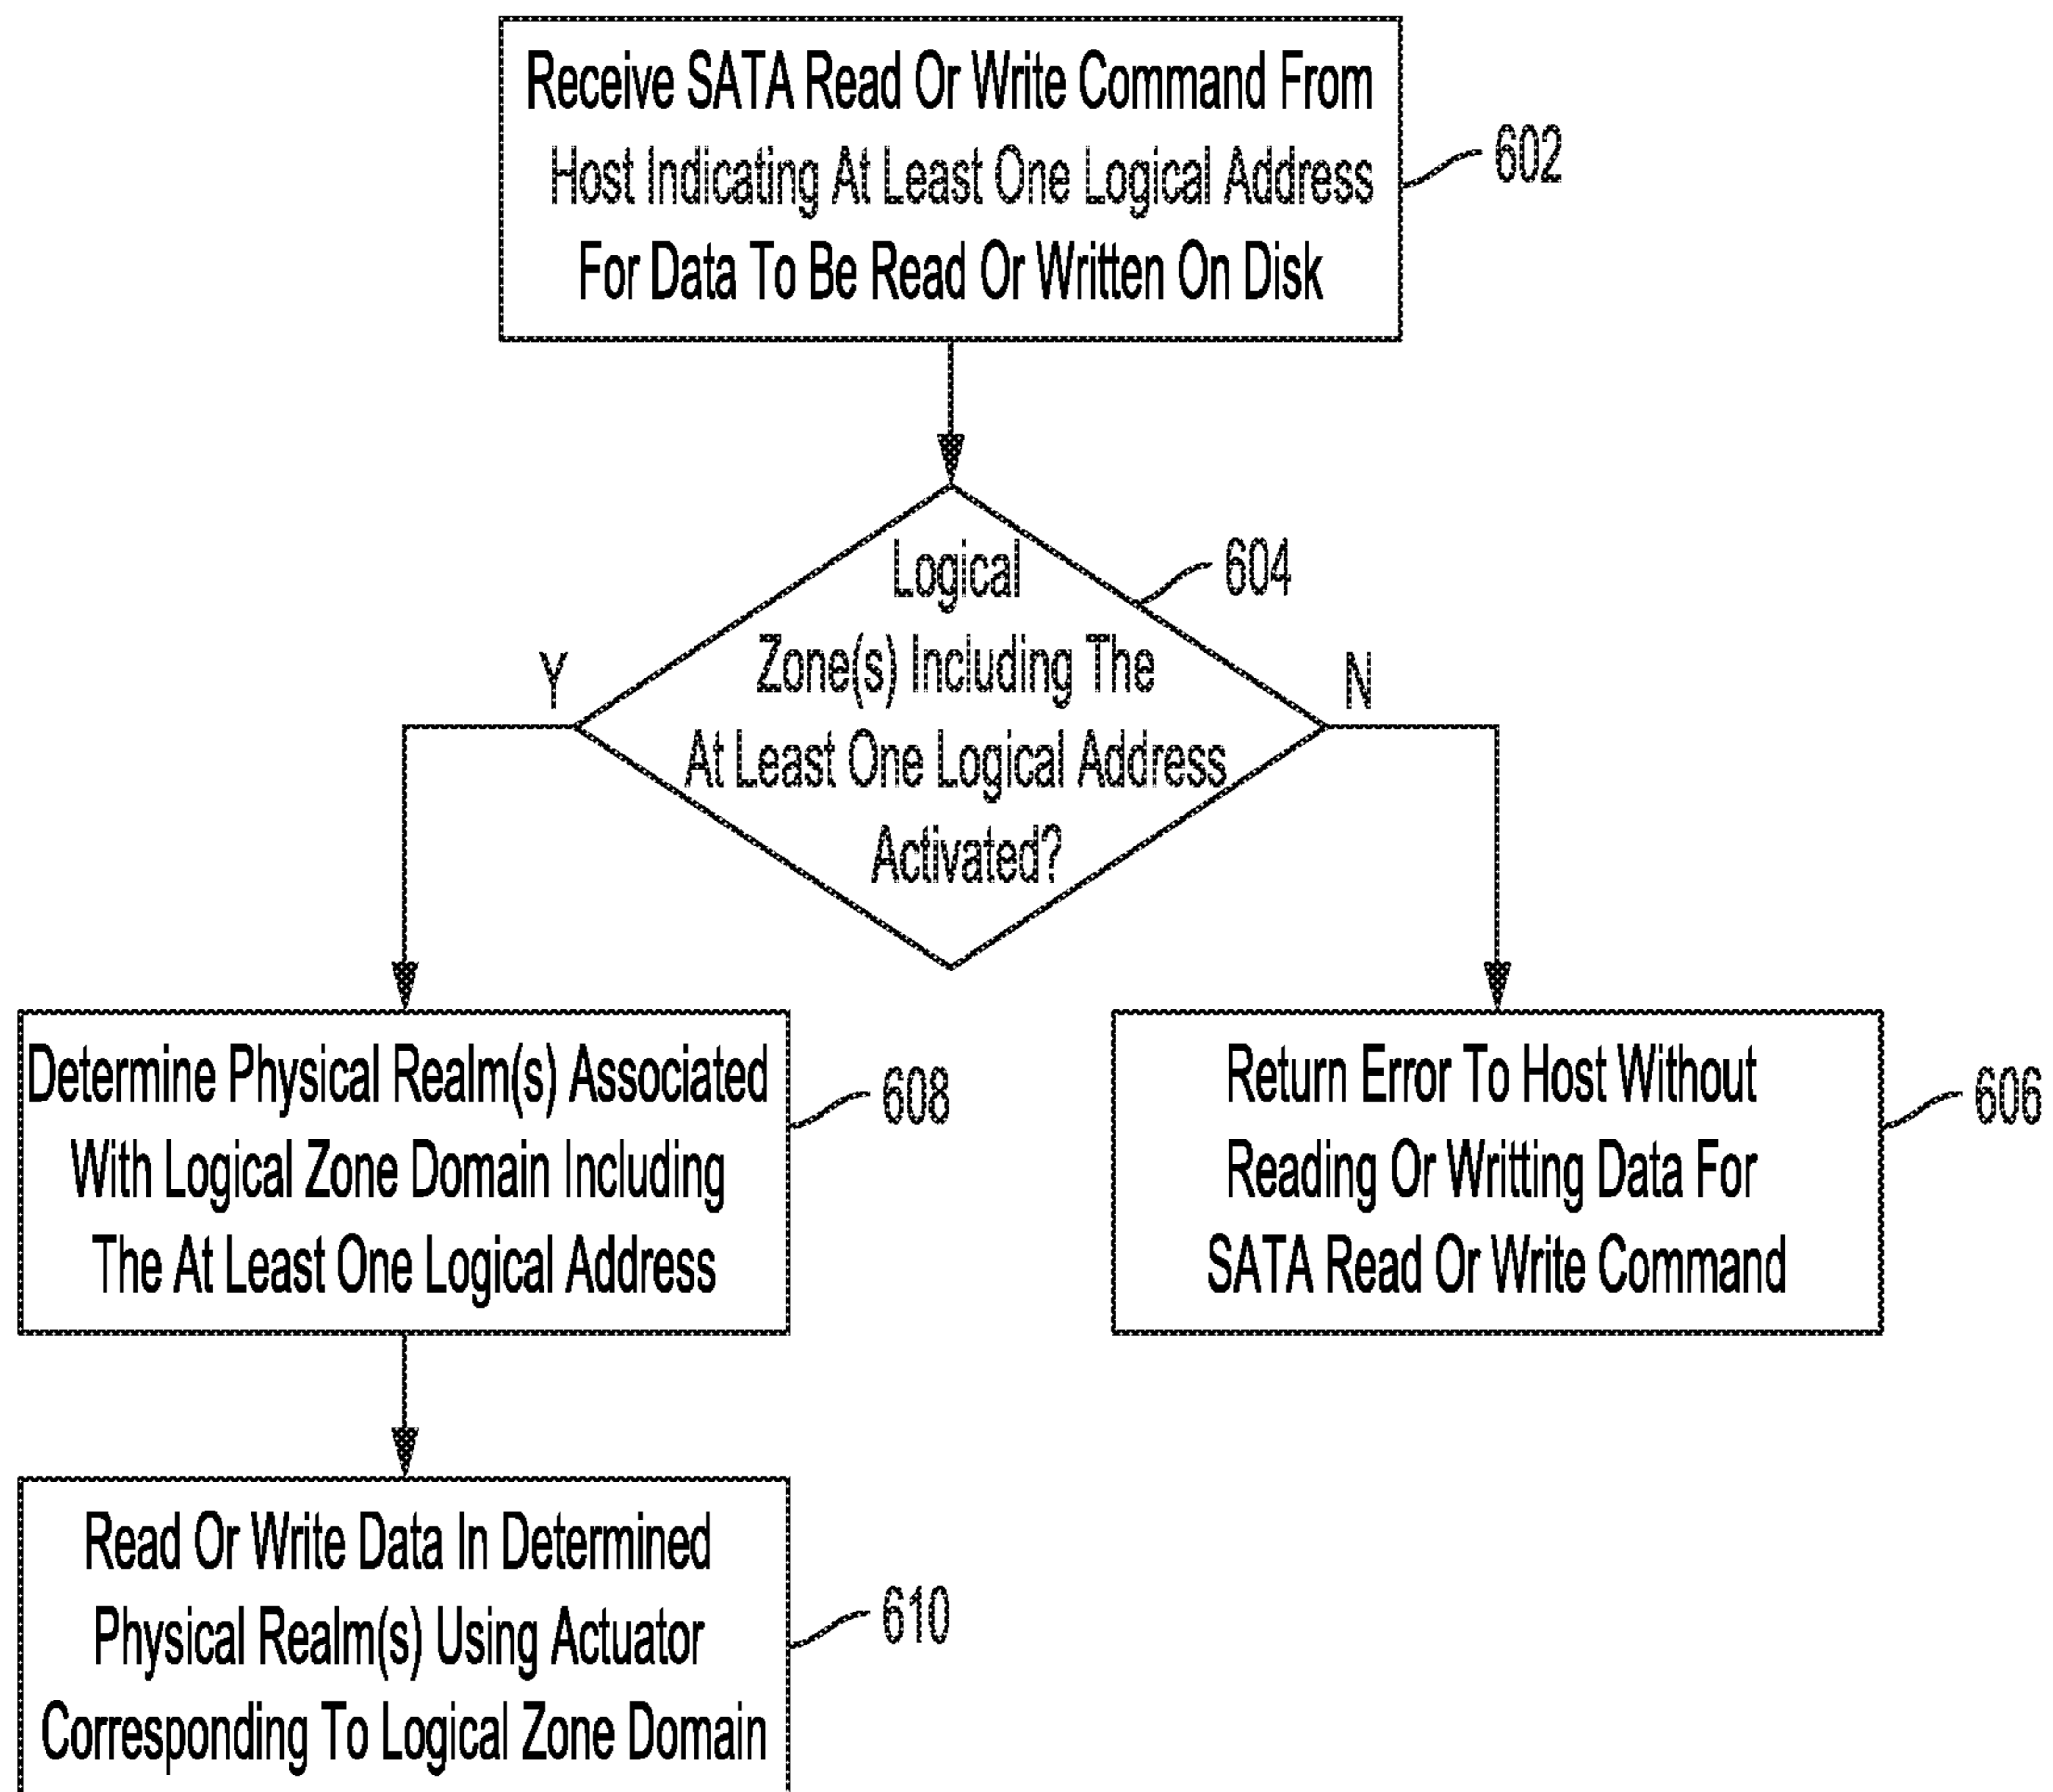 Receive SATA Read Or Write Command From
Host Indicating At Least One Logical Address
For Data To Be Read Or Written On Disk
602
Logical
Zone(s) Including The
At Least One Logical Address
Activated?
604
Y
N
Determine Physical Realm(s) Associated
With Logical Zone Domain Including
The At Least One Logical Address
608
Return Error To Host Without
Reading Or Writting Data For
SATA Read Or Write Command
606
Read Or Write Data In Determined
Physical Realm(s) Using Actuator
Corresponding To Logical Zone Domain
610